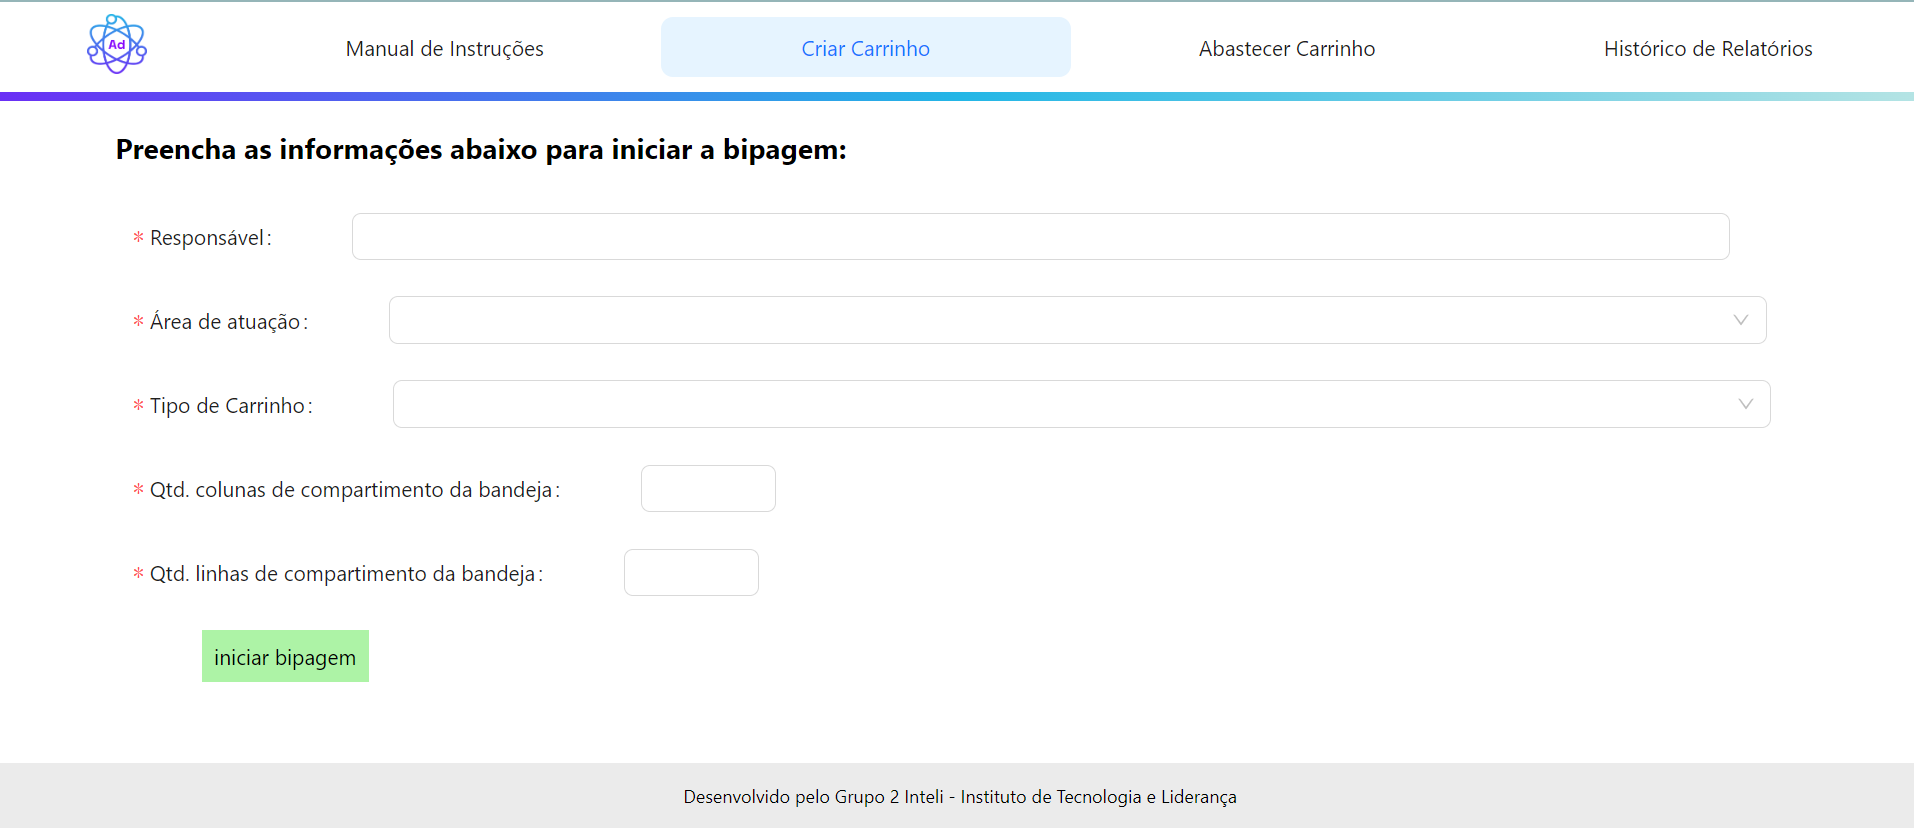 Ad
Manual de Instruções
Criar Carrinho
Abastecer Carrinho
Histórico de Relatórios
Preencha as informações abaixo para iniciar a bipagem:
* Responsável:
* Área de atuação:
* Tipo de Carrinho:
* Qtd. colunas de compartimento da bandeja:
* Qtd. linhas de compartimento da bandeja:
iniciar bipagem
Desenvolvido pelo Grupo 2 Inteli - Instituto de Tecnologia e Liderança